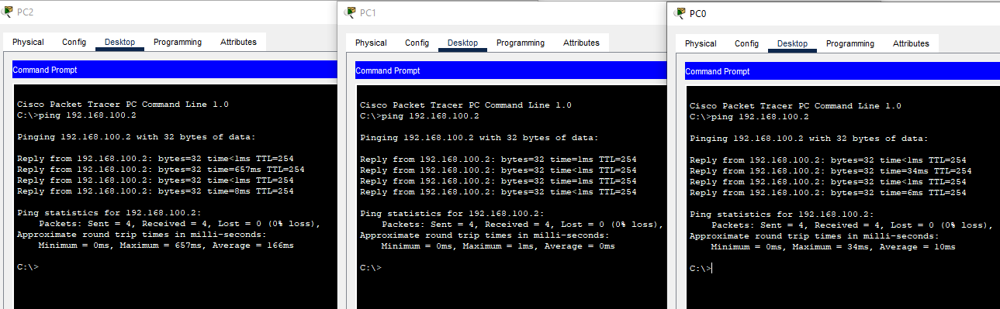 PC2
Physical Config Desktop Programming Attributes
Command Prompt
Cisco Packet Tracer PC Command Line 1.0
C:\>ping 192.168.100.2
Pinging 192.168.100.2 with 32 bytes of data:
Reply from 192.168.100.2: bytes=32 time<1ms TTL=254
Reply from 192.168.100.2: bytes=32 time=657ms TTL=254
Reply from 192.168.100.2: bytes=32 time<1ms TTL=254
Reply from 192.168.100.2: bytes=32 time=8ms TTL=254
Ping statistics for 192.168.100.2:
Packets: Sent = 4, Received = 4, Lost = 0 (0% loss),
Approximate round trip times in milli-seconds:
Minimum = 0ms, Maximum = 657ms, Average = 166ms
C:\>
PC1
Physical Config Desktop Programming Attributes
Command Prompt
Cisco Packet Tracer PC Command Line 1.0
C:\>ping 192.168.100.2
Pinging 192.168.100.2 with 32 bytes of data:
Reply from 192.168.100.2: bytes=32 time=1ms TTL=254
Reply from 192.168.100.2: bytes=32 time<1ms TTL=254
Reply from 192.168.100.2: bytes=32 time=1ms TTL=254
Reply from 192.168.100.2: bytes=32 time<1ms TTL=254
Ping statistics for 192.168.100.2:
Packets: Sent = 4, Received = 4, Lost = 0 (0% loss),
Approximate round trip times in milli-seconds:
Minimum = 0ms, Maximum = 1ms, Average = 0ms
C:\>
PC0
Physical Config Desktop Programming Attributes
Command Prompt
Cisco Packet Tracer PC Command Line 1.0
C:\>ping 192.168.100.2
Pinging 192.168.100.2 with 32 bytes of data:
Reply from 192.168.100.2: bytes=32 time<1ms TTL=254
Reply from 192.168.100.2: bytes=32 time=34ms TTL=254
Reply from 192.168.100.2: bytes=32 time<1ms TTL=254
Reply from 192.168.100.2: bytes=32 time=6ms TTL=254
Ping statistics for 192.168.100.2:
Packets: Sent = 4, Received = 4, Lost = 0 (0% loss),
Approximate round trip times in milli-seconds:
Minimum = 0ms, Maximum = 34ms, Average = 10ms
C:\>